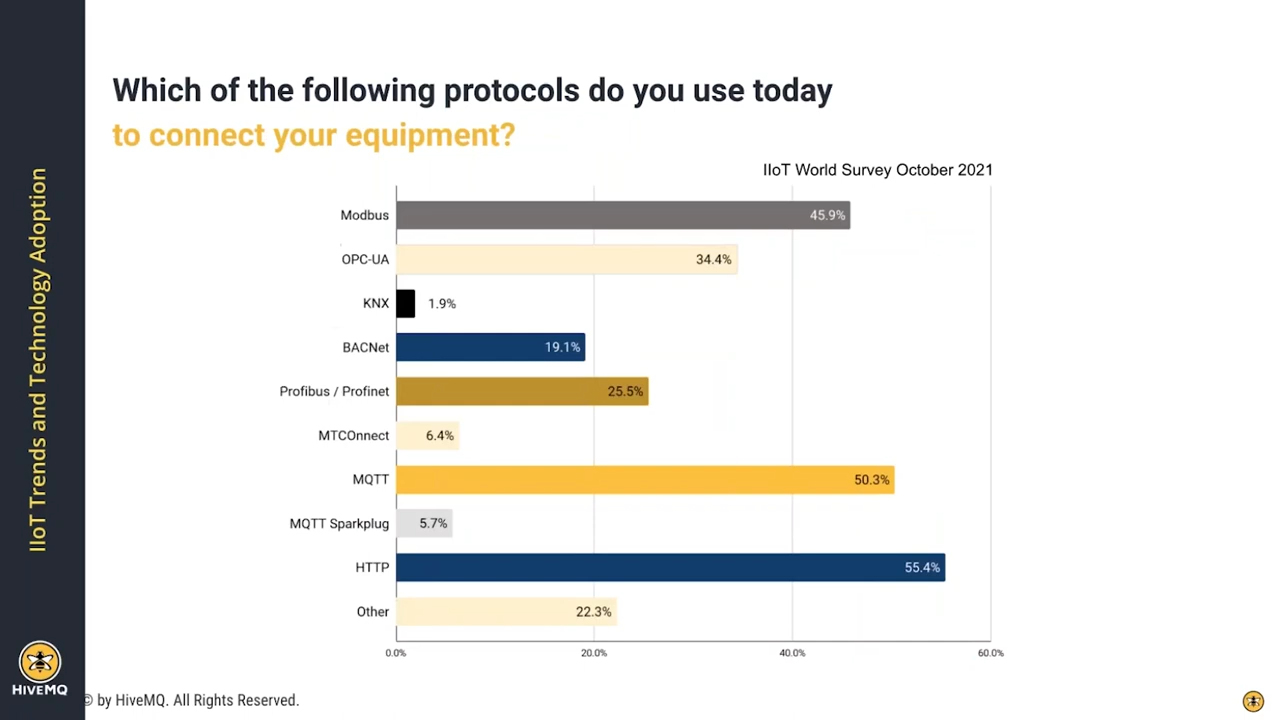 Which of the following protocols do you use today
to connect your equipment?
IIoT World Survey October 2021
Modbus 45.9%
OPC-UA 34.4%
KNX 1.9%
BACNet 19.1%
Profibus / Profinet 25.5%
MTCOnnect 6.4%
MQTT 50.3%
MQTT Sparkplug 5.7%
HTTP 55.4%
Other 22.3%
0.0% 20.0% 40.0% 60.0%
IIoT Trends and Technology Adoption
HIVEMQ
© by HiveMQ. All Rights Reserved.